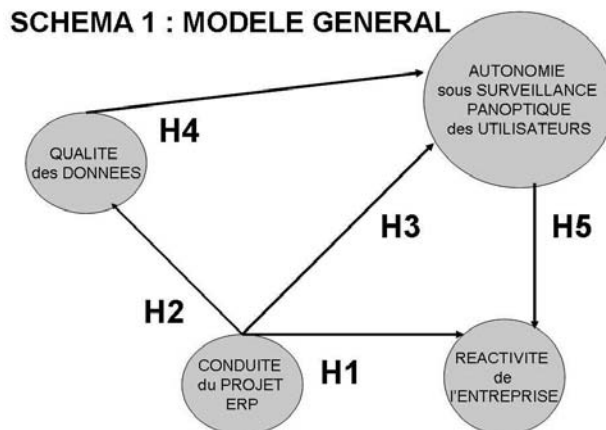 SCHEMA 1 : MODELE GENERAL
AUTONOMIE
sous SURVEILLANCE
PANOPTIQUE
des UTILISATEURS
H4
QUALITE
des DONNEES
H3
H5
H2
CONDUITE
du PROJET
ERP
H1
REACTIVITE
de
l'ENTREPRISE